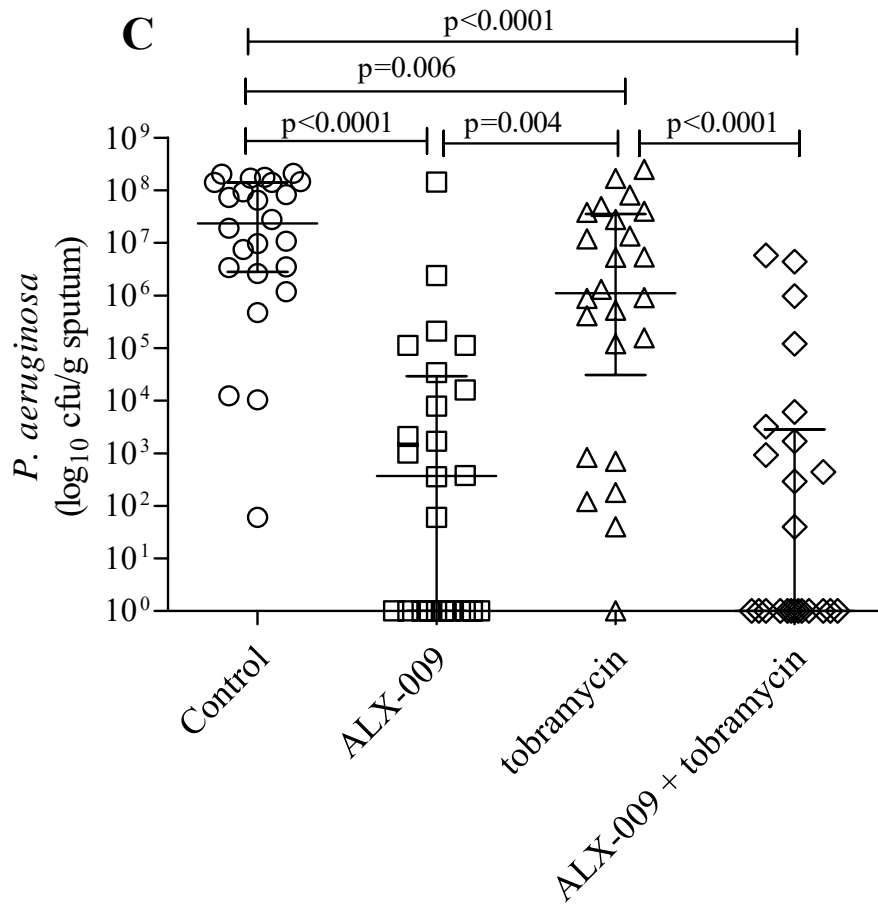 C
p<0.0001
p=0.006
p<0.0001 p=0.004 p<0.0001
P. aeruginosa
(log₁₀ cfu/g sputum)
10⁹
10⁸
10⁷
10⁶
10⁵
10⁴
10³
10²
10¹
10⁰
Control
ALX-009
tobramycin
ALX-009 + tobramycin